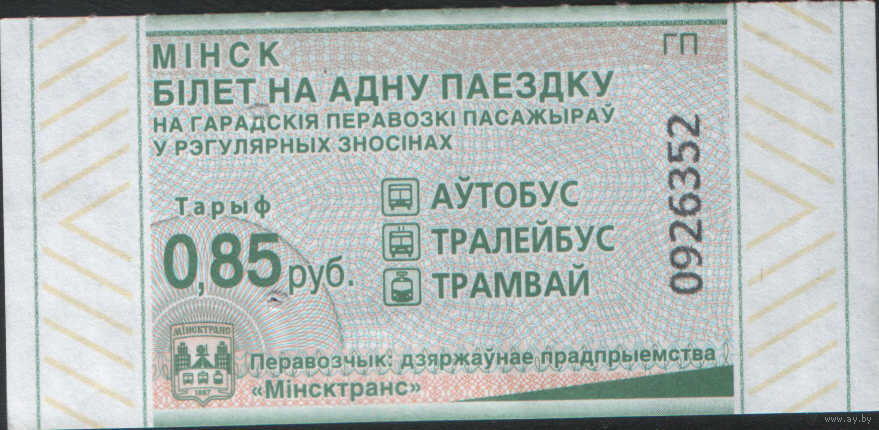 МІНСК
ГП
БІЛЕТ НА АДНУ ПАЕЗДКУ
НА ГАРАДСКІЯ ПЕРАВОЗКІ ПАСАЖЫРАЎ
У РЭГУЛЯРНЫХ ЗНОСІНАХ
Тарыф
0,85 руб.
АЎТОБУС
ТРАЛЕЙБУС
ТРАМВАЙ
0926352
МІНСКТРАНС
Перавозчык: дзяржаўнае прадпрыемства
«Мінсктранс»
www.ay.by